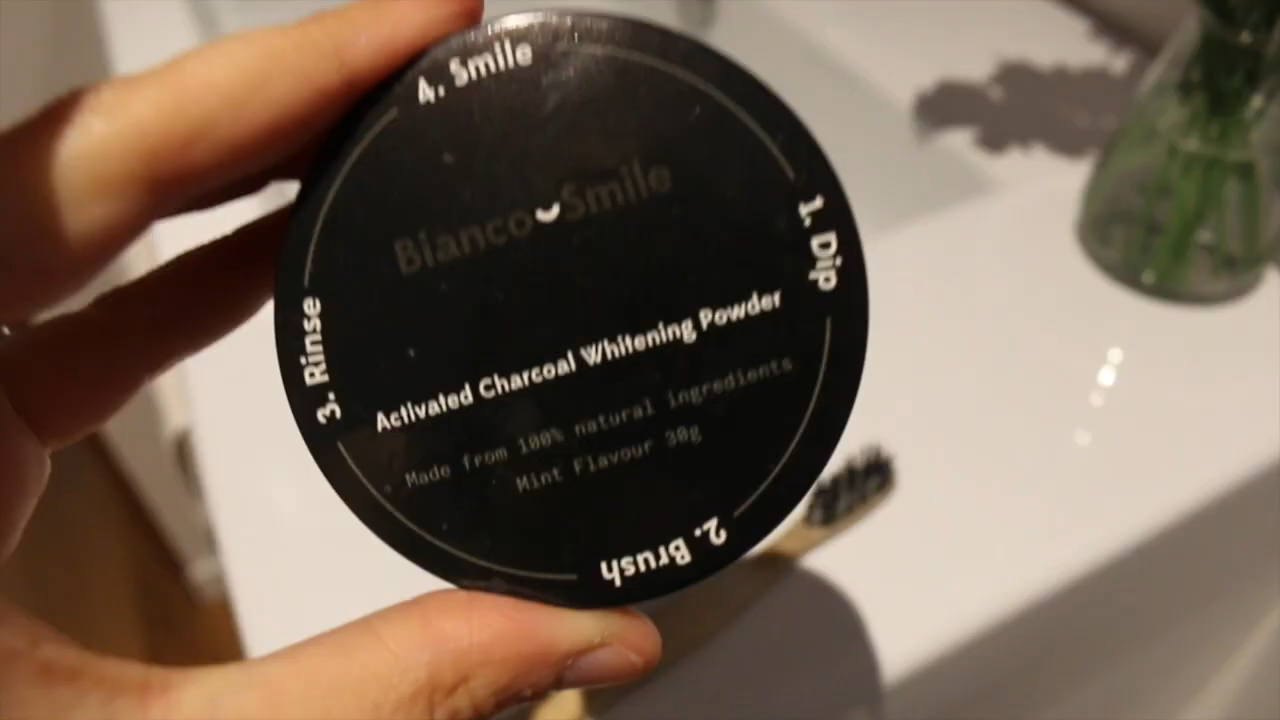 4. Smile
Bianco Smile
1. Dip
Activated Charcoal Whitening Powder
Made from 100% natural ingredients
Mint Flavour 30g
3. Rinse
2. Brush